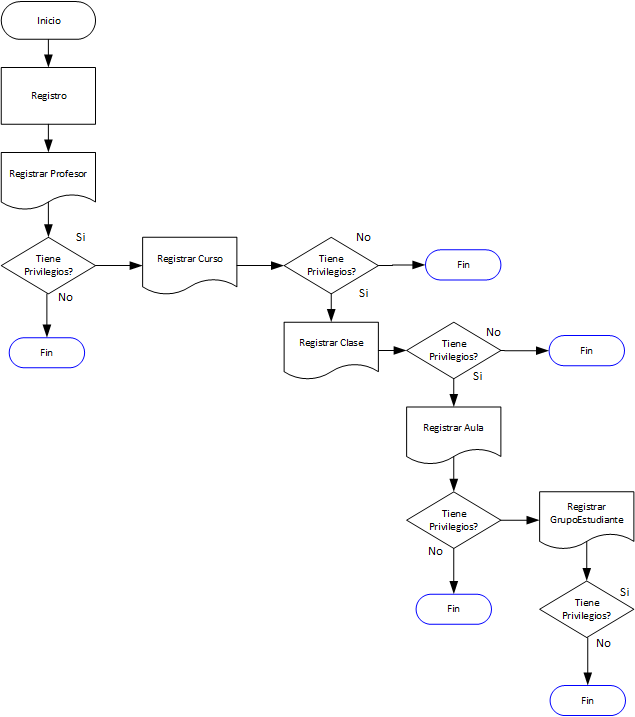 Inicio
Registro
Registrar Profesor
Si
Tiene
Privilegios?
No
Fin
Registrar Curso
No
Tiene
Privilegios?
Si
Fin
Registrar Clase
No
Tiene
Privilegios?
Si
Fin
Registrar Aula
Tiene
Privilegios?
No
Fin
Registrar
GrupoEstudiante
Si
Tiene
Privilegios?
No
Fin